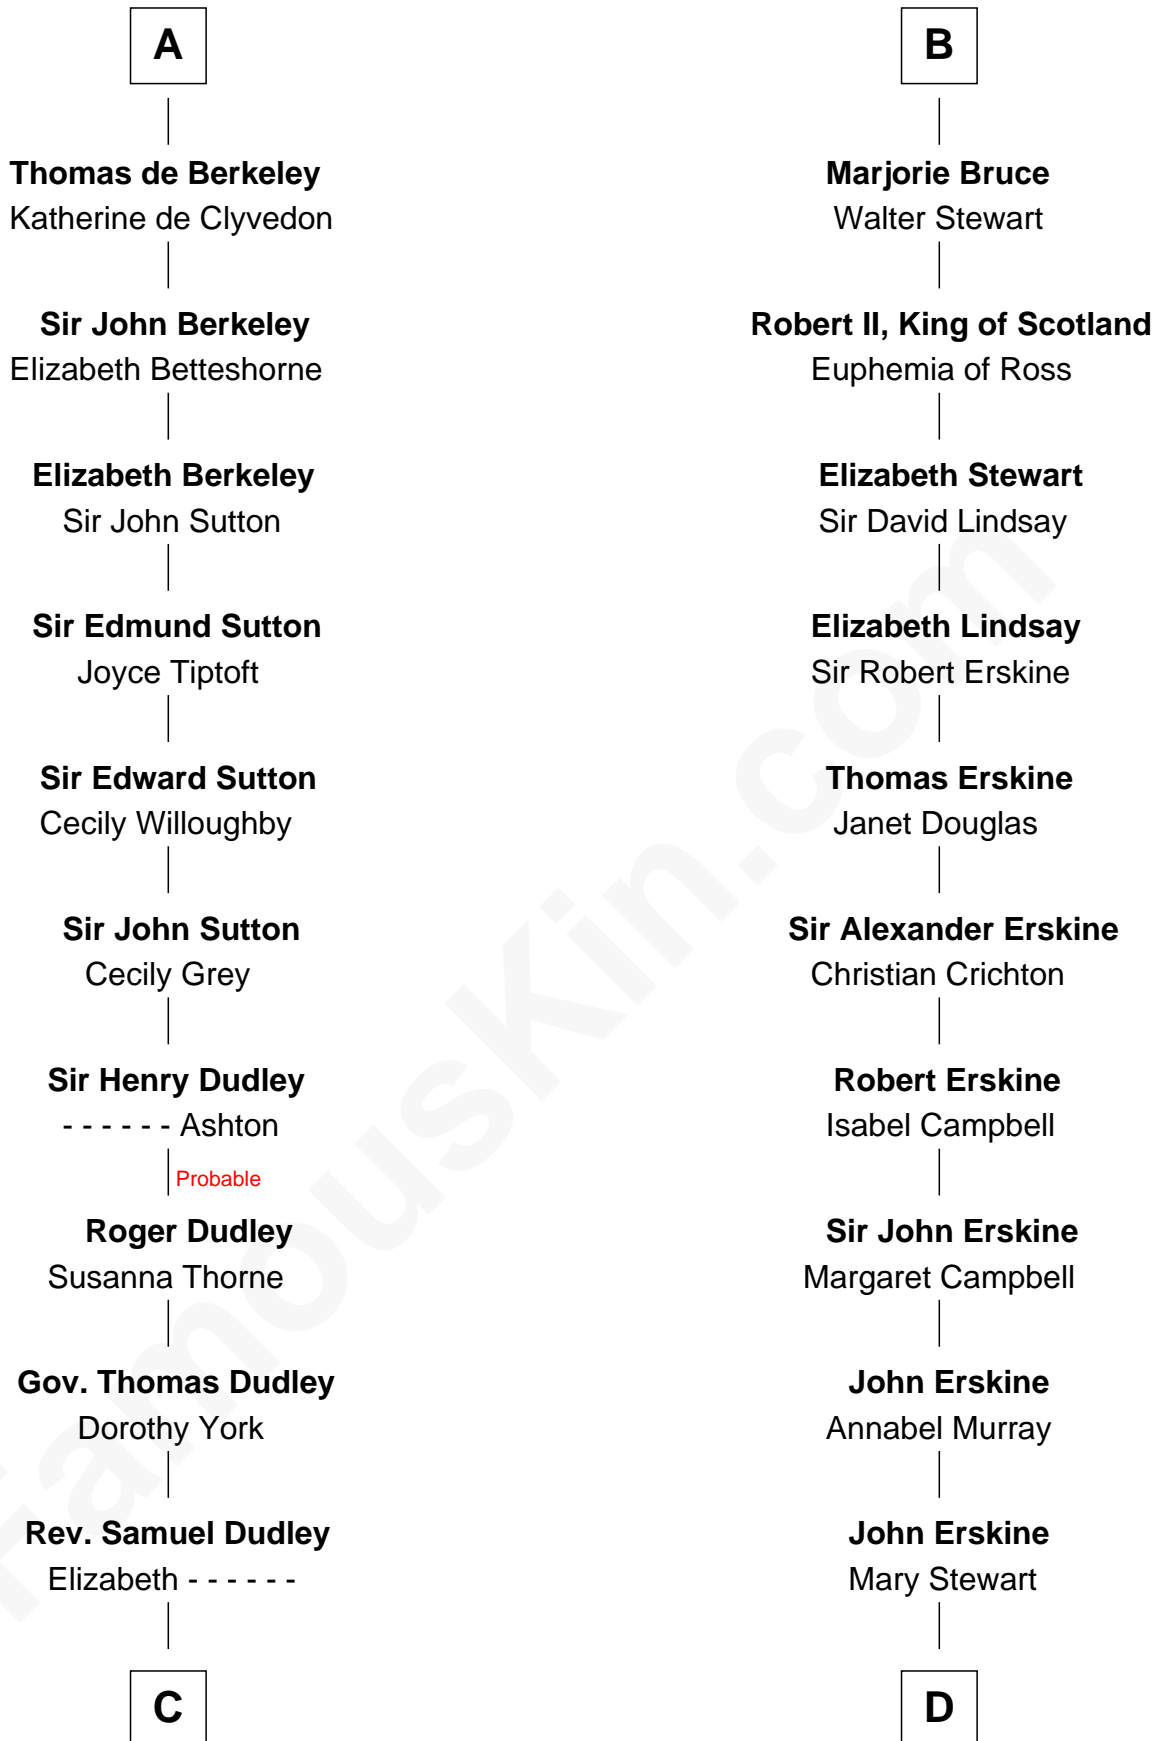 A
Thomas de Berkeley
Katherine de Clyvedon
Sir John Berkeley
Elizabeth Betteshorne
Elizabeth Berkeley
Sir John Sutton
Sir Edmund Sutton
Joyce Tiptoft
Sir Edward Sutton
Cecily Willoughby
Sir John Sutton
Cecily Grey
Sir Henry Dudley
- - - - - - Ashton
Probable
Roger Dudley
Susanna Thorne
Gov. Thomas Dudley
Dorothy York
Rev. Samuel Dudley
Elizabeth - - - - - -
C
B
Marjorie Bruce
Walter Stewart
Robert II, King of Scotland
Euphemia of Ross
Elizabeth Stewart
Sir David Lindsay
Elizabeth Lindsay
Sir Robert Erskine
Thomas Erskine
Janet Douglas
Sir Alexander Erskine
Christian Crichton
Robert Erskine
Isabel Campbell
Sir John Erskine
Margaret Campbell
John Erskine
Annabel Murray
John Erskine
Mary Stewart
D
FamousKin.com